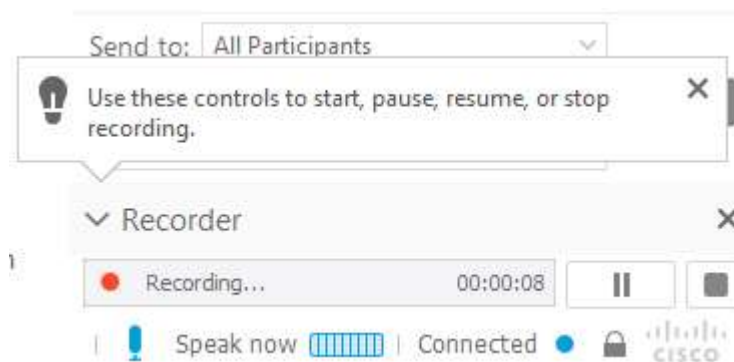 Send to: All Participants
Use these controls to start, pause, resume, or stop
recording.
Recorder
Recording... 00:00:08
Speak now Connected
CISCO